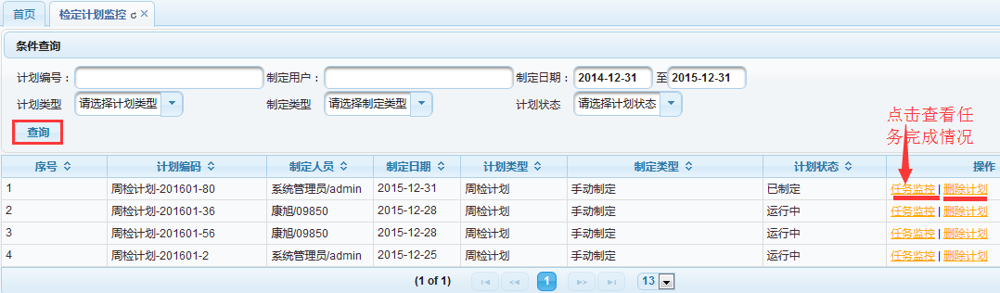 首页 检定计划监控
条件查询
计划编号： 制定用户： 制定日期： 2014-12-31 至 2015-12-31
计划类型 请选择计划类型 制定类型 请选择制定类型 计划状态 请选择计划状态
查询
点击查看任
务完成情况
序号 计划编码 制定人员 制定日期 计划类型 制定类型 计划状态 操作
1 周检计划-201601-80 系统管理员/admin 2015-12-31 周检计划 手动制定 已制定 任务监控 | 删除计划
2 周检计划-201601-36 康旭/09850 2015-12-28 周检计划 手动制定 运行中 任务监控 | 删除计划
3 周检计划-201601-56 康旭/09850 2015-12-28 周检计划 手动制定 运行中 任务监控 | 删除计划
4 周检计划-201601-2 系统管理员/admin 2015-12-25 周检计划 手动制定 运行中 任务监控 | 删除计划
(1 of 1) 1 13